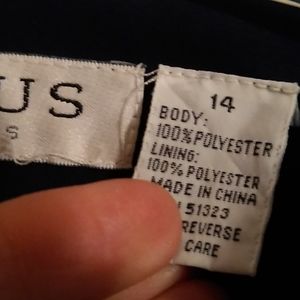 US
S
14
BODY:
100%POLYESTER
LINING:
100% POLYESTER
MADE IN CHINA
51323
REVERSE
CARE